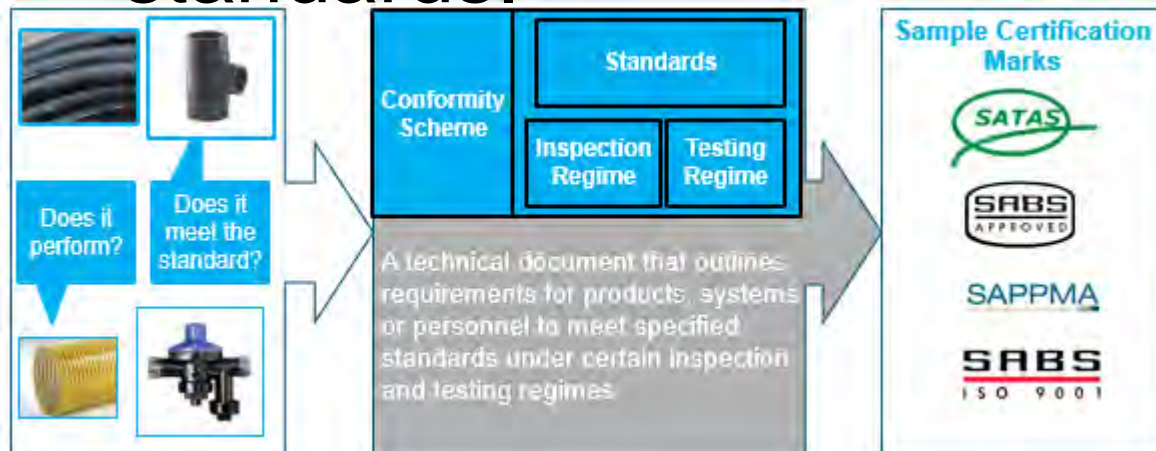 standards.
Does it
perform?
Does it
meet the
standard?
Conformity
Scheme
Standards
Inspection
Regime
Testing
Regime
A technical document that outlines
requirements for products, systems
or personnel to meet specified
standards under certain inspection
and testing regimes
Sample Certification
Marks
SATAS
SABS
APPROVED
SAPPMA
SABS
ISO 9001